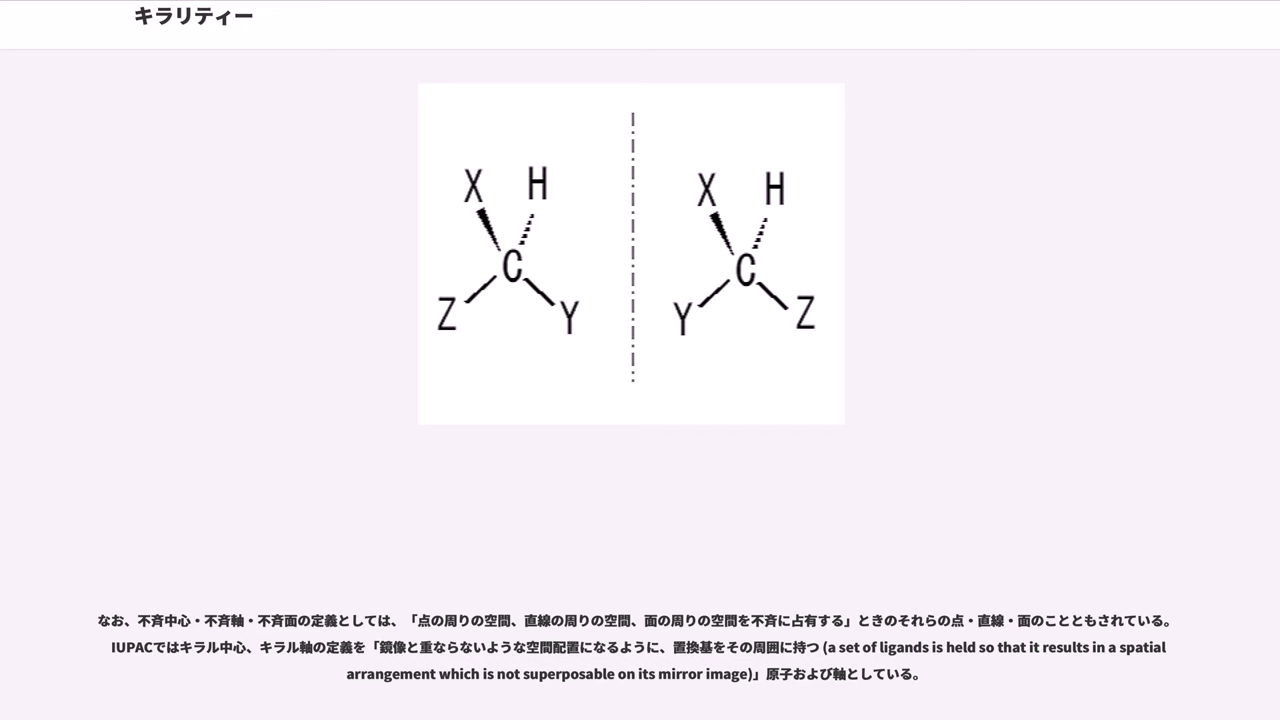 キラリティー
X H X H
C C
Z Y Y Z
なお、不斉中心・不斉軸・不斉面の定義としては、「点の周りの空間、直線の周りの空間、面の周りの空間を不斉に占有する」ときのそれらの点・直線・面のことともされている。
IUPACではキラル中心、キラル軸の定義を「鏡像と重ならないような空間配置になるように、置換基をその周囲に持つ (a set of ligands is held so that it results in a spatial
arrangement which is not superposable on its mirror image)」原子および軸としている。